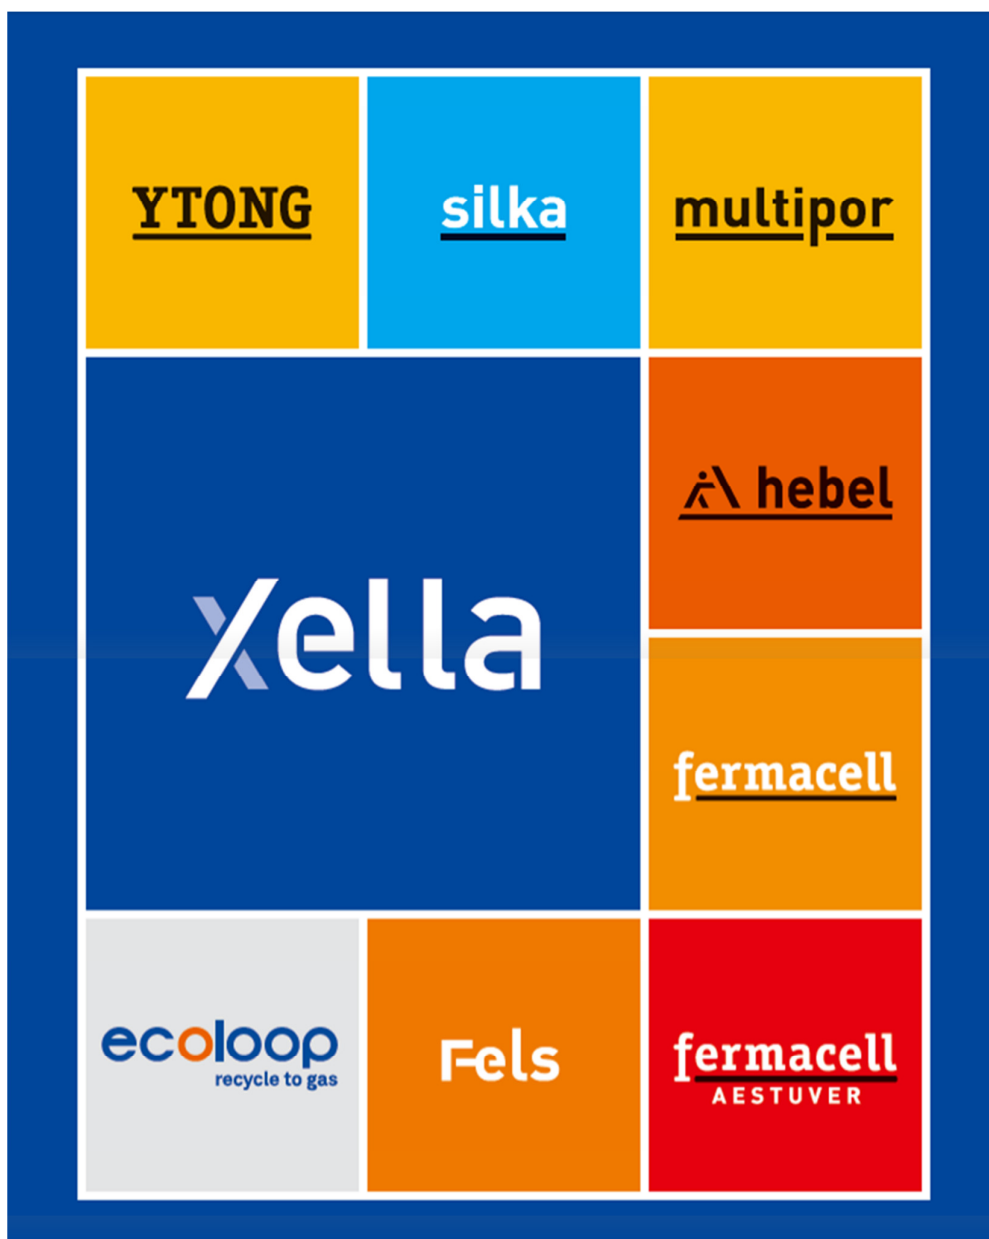 YTONG
silka
multipor
hebel
Xella
fermacell
ecoloop
recycle to gas
Fels
fermacell
AESTUVER